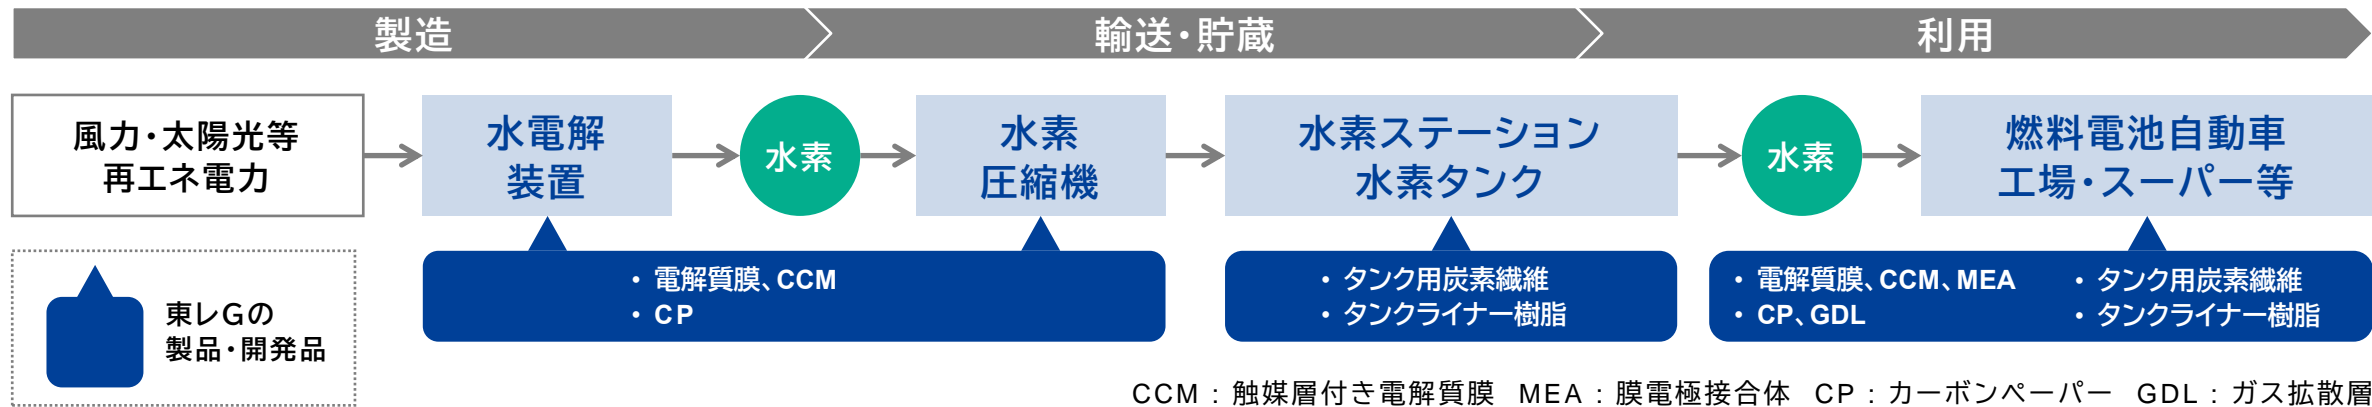 製造
輸送・貯蔵
利用
風力・太陽光等
再エネ電力
水電解
装置
水素
水素
圧縮機
水素ステーション
水素タンク
水素
燃料電池自動車
工場・スーパー等
・電解質膜、CCM
・CP
・タンク用炭素繊維
・タンクライナー樹脂
・電解質膜、CCM、MEA
・CP、GDL
・タンク用炭素繊維
・タンクライナー樹脂
東レGの
製品・開発品
CCM：触媒層付き電解質膜 MEA：膜電極接合体 CP：カーボンペーパー GDL：ガス拡散層